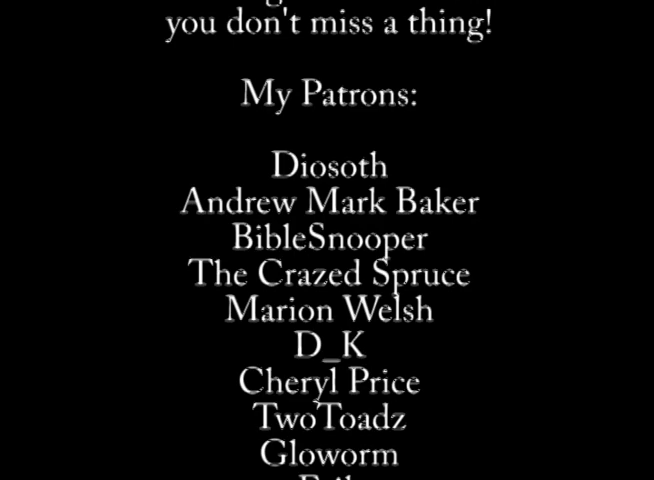 you don't miss a thing!
My Patrons:
Diosoth
Andrew Mark Baker
BibleSnooper
The Crazed Spruce
Marion Welsh
D_K
Cheryl Price
TwoToadz
Gloworm